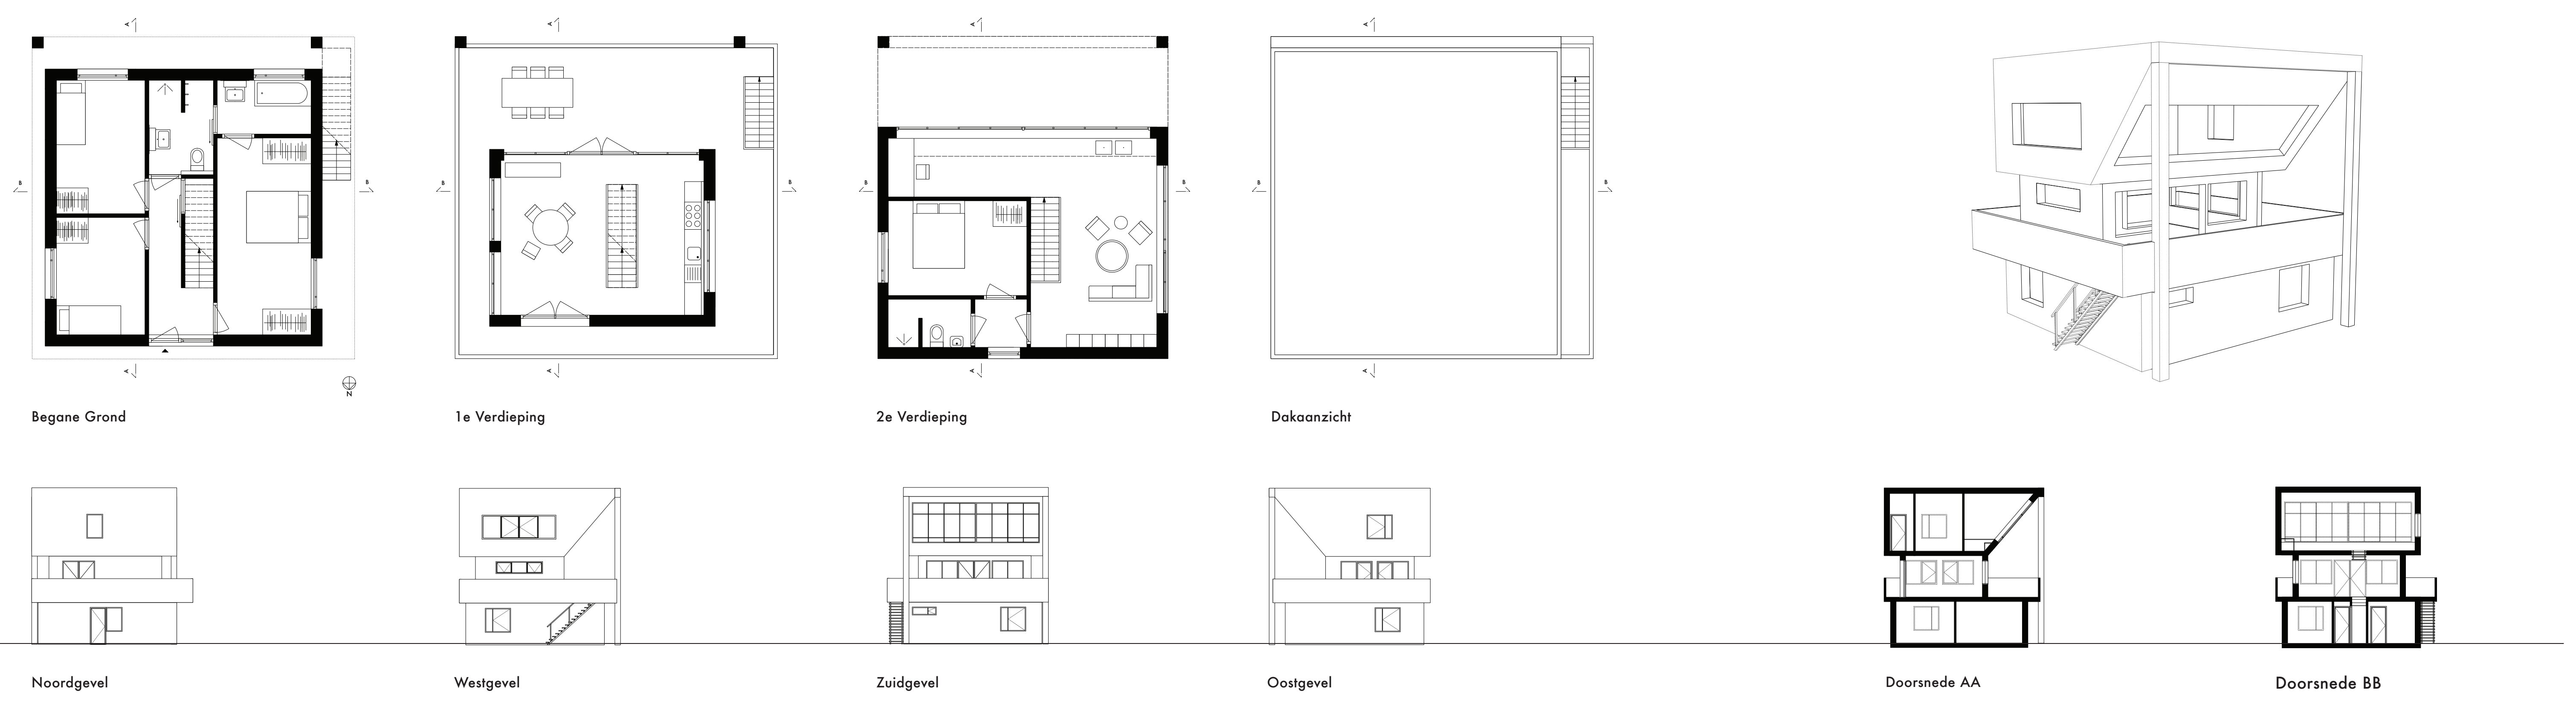 A A A A
B B B B B B B B
A A A A
N
Begane Grond
1e Verdieping
2e Verdieping
Dakaanzicht
Noordgevel
Westgevel
Zuidgevel
Oostgevel
Doorsnede AA
Doorsnede BB